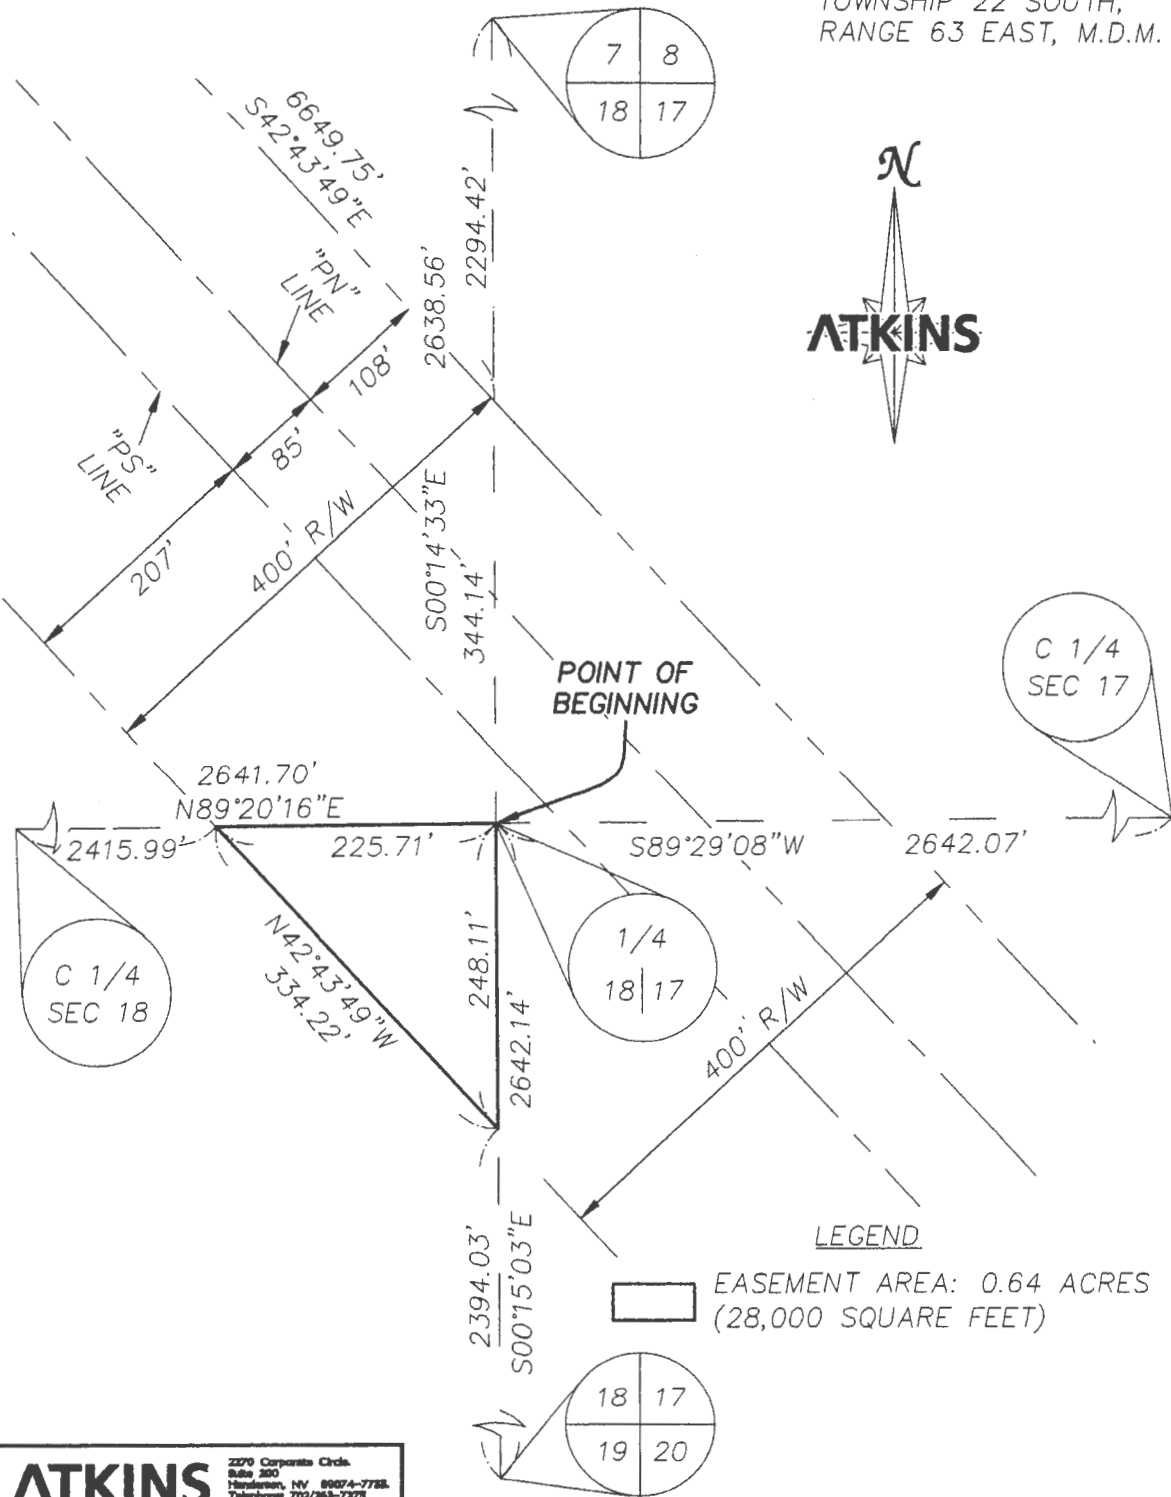 TOWNSHIP 22 SOUTH,
RANGE 63 EAST, M.D.M.
7 8
18 17
N
ATKINS
6649.75'
S42°43'49"E
2294.42'
2638.56'
"PN"
LINE
108'
"PS"
LINE
85'
207'
400' R/W
S00°14'33"E
344.14'
POINT OF
BEGINNING
C 1/4
SEC 17
2641.70'
N89°20'16"E
2415.99'
225.71'
S89°29'08"W
2642.07'
C 1/4
SEC 18
N42°43'49"W
334.22'
248.11'
2642.14'
1/4
18 17
400' R/W
2394.03'
S00°15'03"E
LEGEND
EASEMENT AREA: 0.64 ACRES
(28,000 SQUARE FEET)
18 17
19 20
ATKINS
2270 Corporate Circle,
Suite 200
Henderson, NV 89074-7755
Telephone